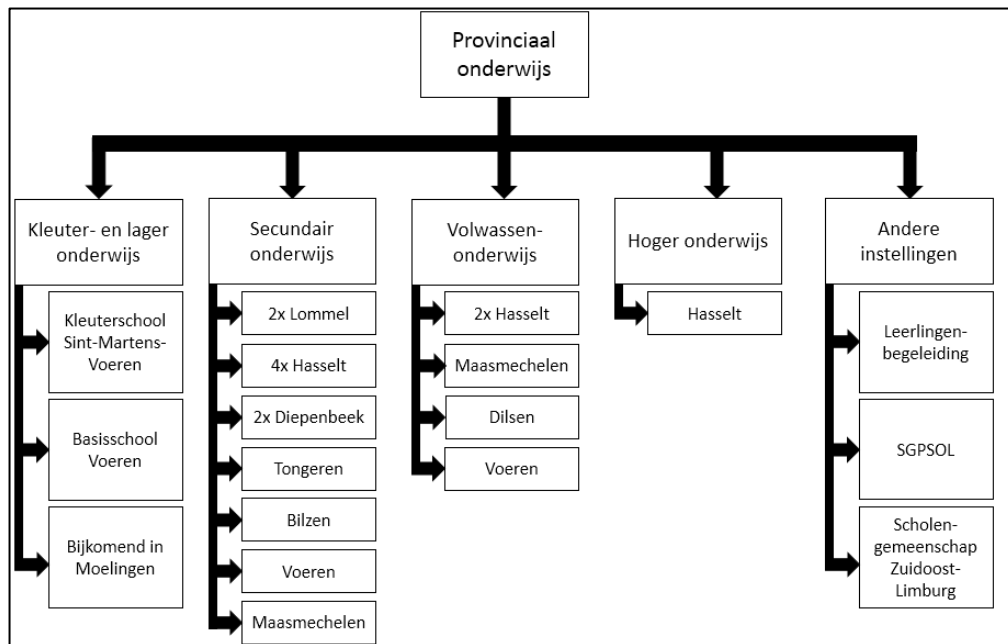 Provinciaal
onderwijs
Kleuter- en lager
onderwijs
Kleuterschool
Sint-Martens-
Voeren
Basisschool
Voeren
Bijkomend in
Moelingen
Secundair
onderwijs
2x Lommel
4x Hasselt
2x Diepenbeek
Tongeren
Bilzen
Voeren
Maasmechelen
Volwassen-
onderwijs
2x Hasselt
Maasmechelen
Dilsen
Voeren
Hoger onderwijs
Hasselt
Andere
instellingen
Leerlingen-
begeleiding
SGPSOL
Scholen-
gemeenschap
Zuidoost-
Limburg